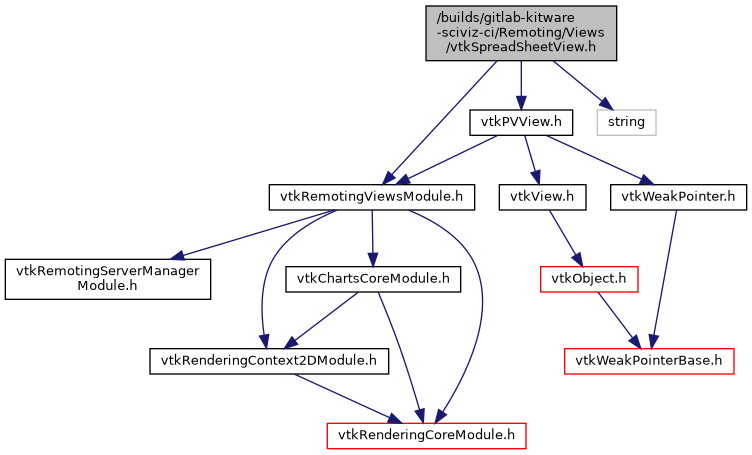 /builds/gitlab-kitware
-sciviz-ci/Remoting/Views
/vtkSpreadSheetView.h
vtkPVView.h
string
vtkRemotingViewsModule.h
vtkView.h
vtkWeakPointer.h
vtkRemotingServerManager
Module.h
vtkChartsCoreModule.h
vtkObject.h
vtkRenderingContext2DModule.h
vtkWeakPointerBase.h
vtkRenderingCoreModule.h